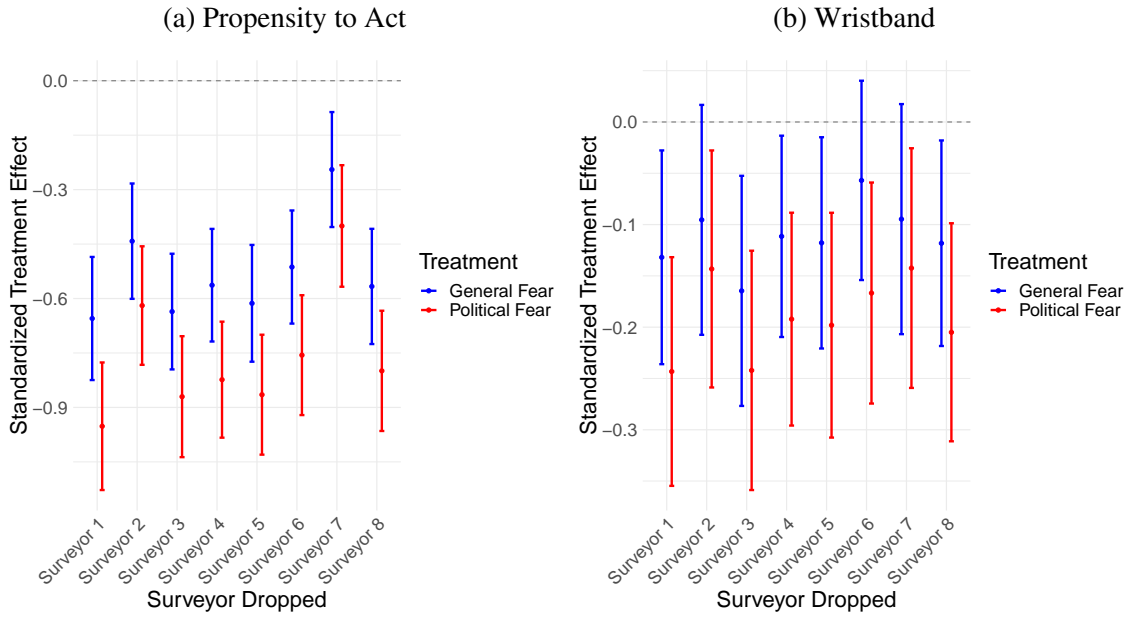 (a) Propensity to Act
0.0
−0.3
−0.6
−0.9
Standardized Treatment Effect
Surveyor 1
Surveyor 2
Surveyor 3
Surveyor 4
Surveyor 5
Surveyor 6
Surveyor 7
Surveyor 8
Surveyor Dropped
Treatment
General Fear
Political Fear
(b) Wristband
0.0
−0.1
−0.2
−0.3
Standardized Treatment Effect
Surveyor 1
Surveyor 2
Surveyor 3
Surveyor 4
Surveyor 5
Surveyor 6
Surveyor 7
Surveyor 8
Surveyor Dropped
Treatment
General Fear
Political Fear